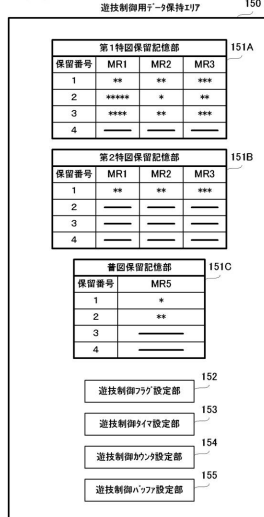 遊技制御用データ保持エリア 150
第1特図保留記憶部 151A
保留番号 MR1 MR2 MR3
1 ** ** ***
2 ***** * **
3 **** ** ***
4
第2特図保留記憶部 151B
保留番号 MR1 MR2 MR3
1 ** ** ***
2
3
4
普図保留記憶部 151C
保留番号 MR5
1 *
2 **
3
4
遊技制御フラグ設定部 152
遊技制御タイマ設定部 153
遊技制御カウンタ設定部 154
遊技制御バッファ設定部 155